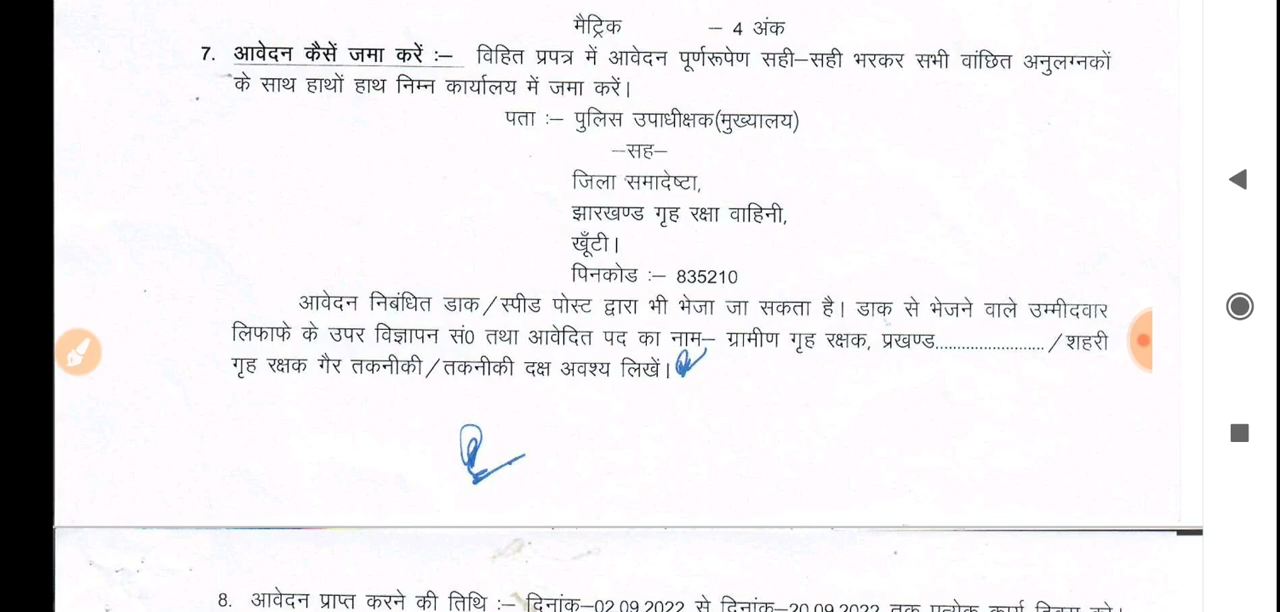 मैट्रिक – 4 अंक
7. आवेदन कैसें जमा करें :– विहित प्रपत्र में आवेदन पूर्णरूपेण सही–सही भरकर सभी वांछित अनुलग्नकों
के साथ हाथों हाथ निम्न कार्यालय में जमा करें।
पता :– पुलिस उपाधीक्षक(मुख्यालय)
–सह–
जिला समादेष्टा,
झारखण्ड गृह रक्षा वाहिनी,
खूँटी।
पिनकोड :– 835210
आवेदन निबंधित डाक/स्पीड पोस्ट द्वारा भी भेजा जा सकता है। डाक से भेजने वाले उम्मीदवार
लिफाफे के उपर विज्ञापन सं0 तथा आवेदित पद का नाम– ग्रामीण गृह रक्षक, प्रखण्ड......................../शहरी
गृह रक्षक गैर तकनीकी/तकनीकी दक्ष अवश्य लिखें।
8. आवेदन प्राप्त करने की तिथि :– दिनांक–02.09.2022 से दिनांक–20.09.2022 तक प्रत्येक कार्य दिवस को।